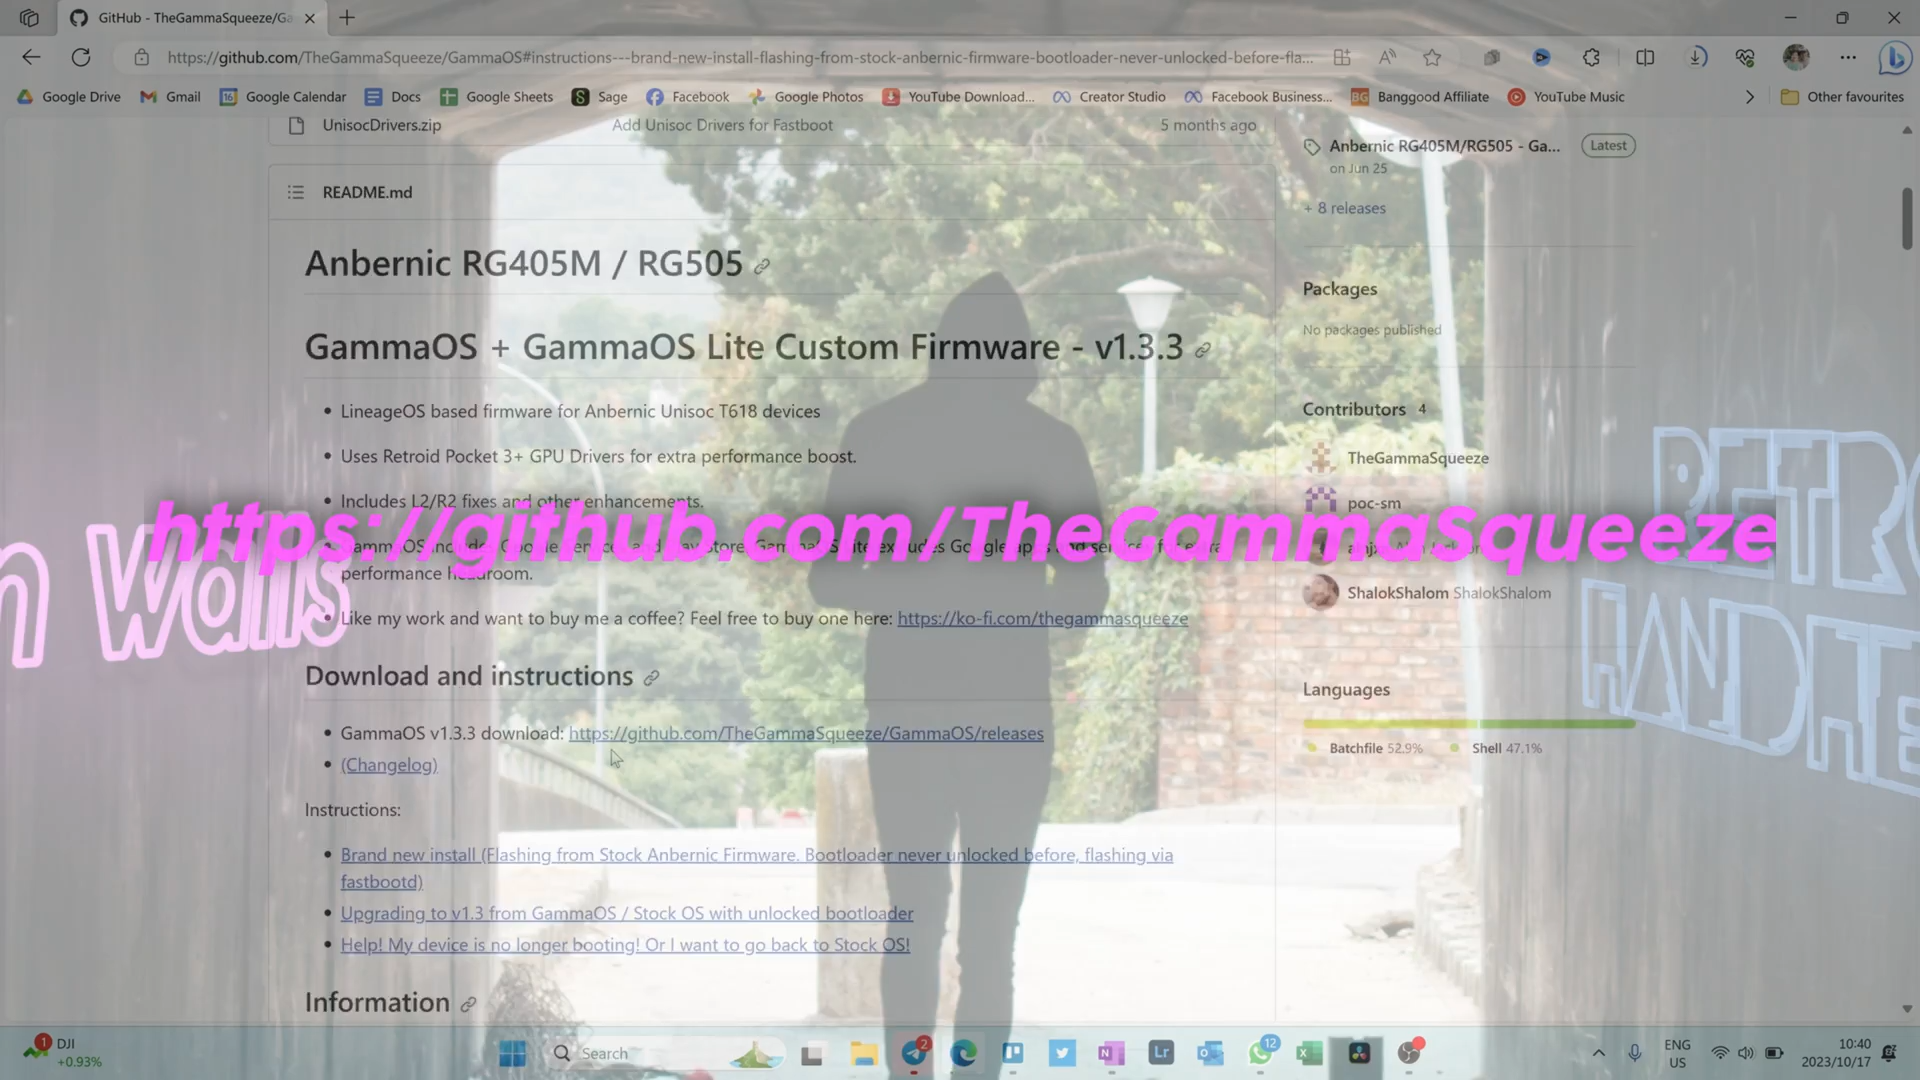 GitHub - TheGammaSqueeze/Ga
https://github.com/TheGammaSqueeze/GammaOS#instructions---brand-new-install-flashing-from-stock-anbernic-firmware-bootloader-never-unlocked-before-fla...
Google Drive Gmail Google Calendar Docs Google Sheets Sage Facebook Google Photos YouTube Download... Creator Studio Facebook Business... Banggood Affiliate YouTube Music Other favourites
UnisocDrivers.zip Add Unisoc Drivers for Fastboot 5 months ago
Anbernic RG405M/RG505 - Ga... Latest
on Jun 25
+ 8 releases
README.md
Anbernic RG405M / RG505
GammaOS + GammaOS Lite Custom Firmware - v1.3.3
LineageOS based firmware for Anbernic Unisoc T618 devices
Uses Retroid Pocket 3+ GPU Drivers for extra performance boost.
Includes L2/R2 fixes and other enhancements.
https://github.com/TheGammaSqueeze
performance headroom.
Like my work and want to buy me a coffee? Feel free to buy one here: https://ko-fi.com/thegammasqueeze
Download and instructions
GammaOS v1.3.3 download: https://github.com/TheGammaSqueeze/GammaOS/releases
(Changelog)
Instructions:
Brand new install (Flashing from Stock Anbernic Firmware. Bootloader never unlocked before, flashing via
fastbootd)
Upgrading to v1.3 from GammaOS / Stock OS with unlocked bootloader
Help! My device is no longer booting! Or I want to go back to Stock OS!
Information
Packages
No packages published
Contributors 4
TheGammaSqueeze
poc-sm
ShalokShalom ShalokShalom
Languages
Batchfile 52.9% Shell 47.1%
n Walls
RETRO
HANDHE
1
DJI
+0.93%
Search
2
12
ENG
US
10:40
2023/10/17